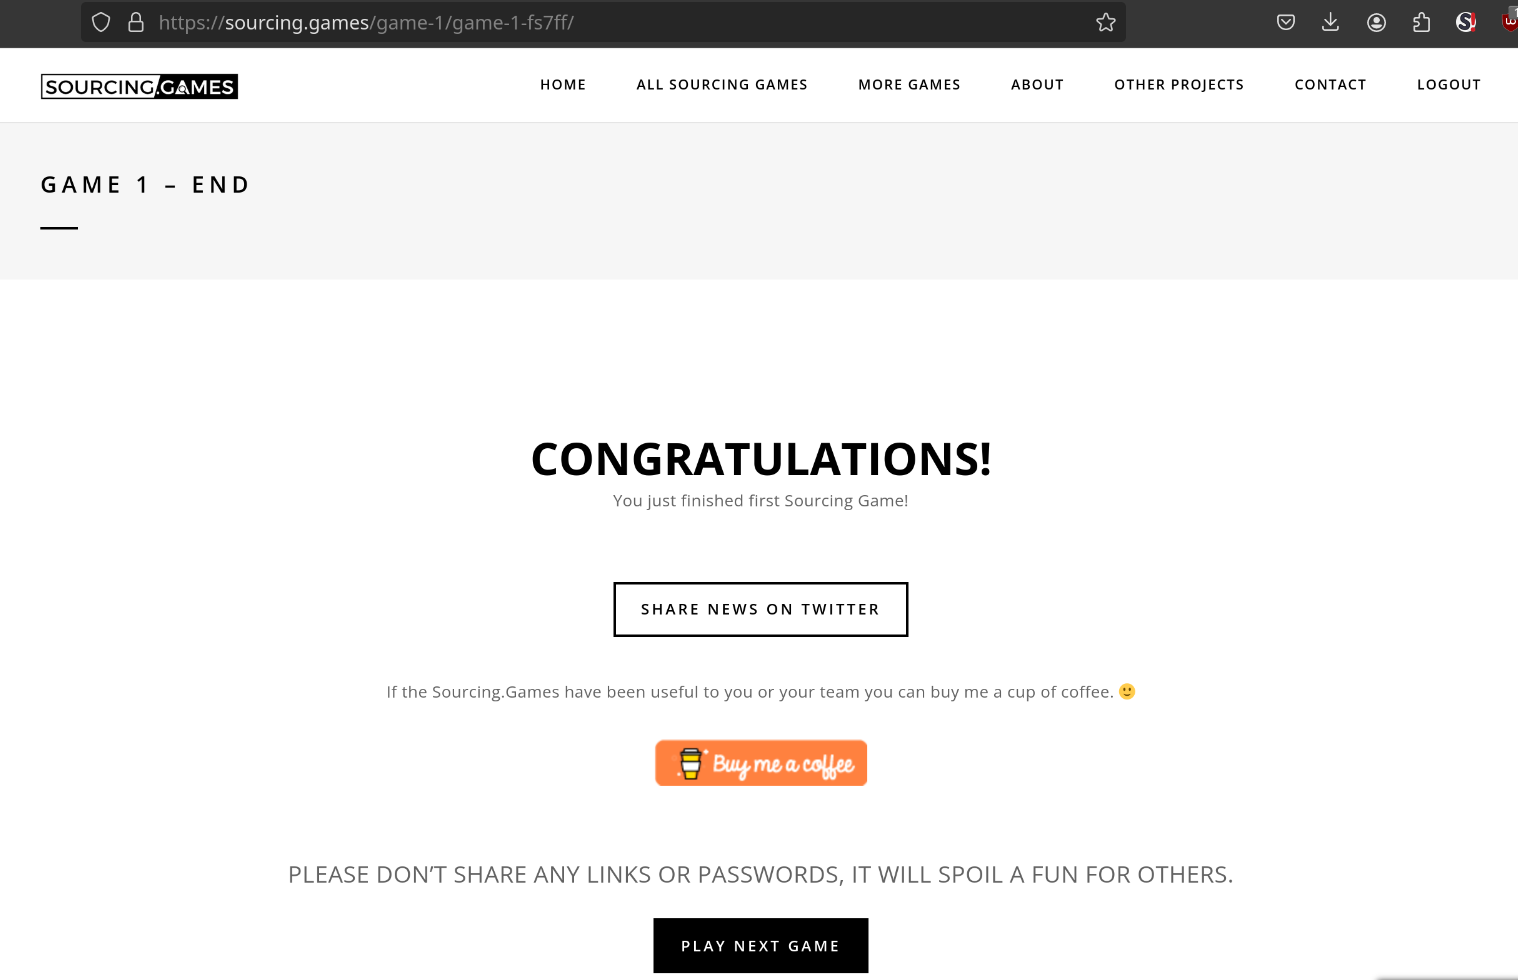 https://sourcing.games/game-1/game-1-fs7ff/
SOURCING.GAMES
HOME
ALL SOURCING GAMES
MORE GAMES
ABOUT
OTHER PROJECTS
CONTACT
LOGOUT
GAME 1 – END
CONGRATULATIONS!
You just finished first Sourcing Game!
SHARE NEWS ON TWITTER
If the Sourcing.Games have been useful to you or your team you can buy me a cup of coffee. 🙂
Buy me a coffee
PLEASE DON’T SHARE ANY LINKS OR PASSWORDS, IT WILL SPOIL A FUN FOR OTHERS.
PLAY NEXT GAME